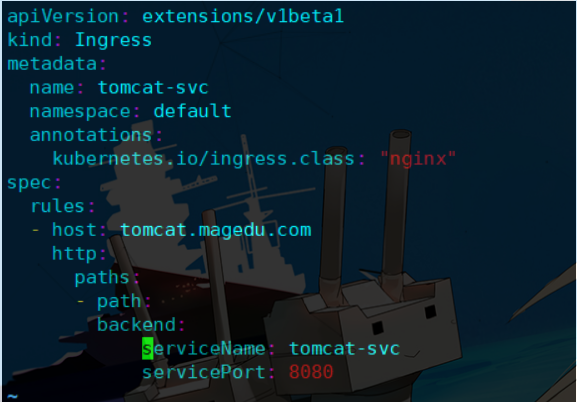 apiVersion: extensions/v1beta1
kind: Ingress
metadata:
  name: tomcat-svc
  namespace: default
  annotations:
    kubernetes.io/ingress.class: "nginx"
spec:
  rules:
  - host: tomcat.magedu.com
    http:
      paths:
      - path:
        backend:
            serviceName: tomcat-svc
            servicePort: 8080
~